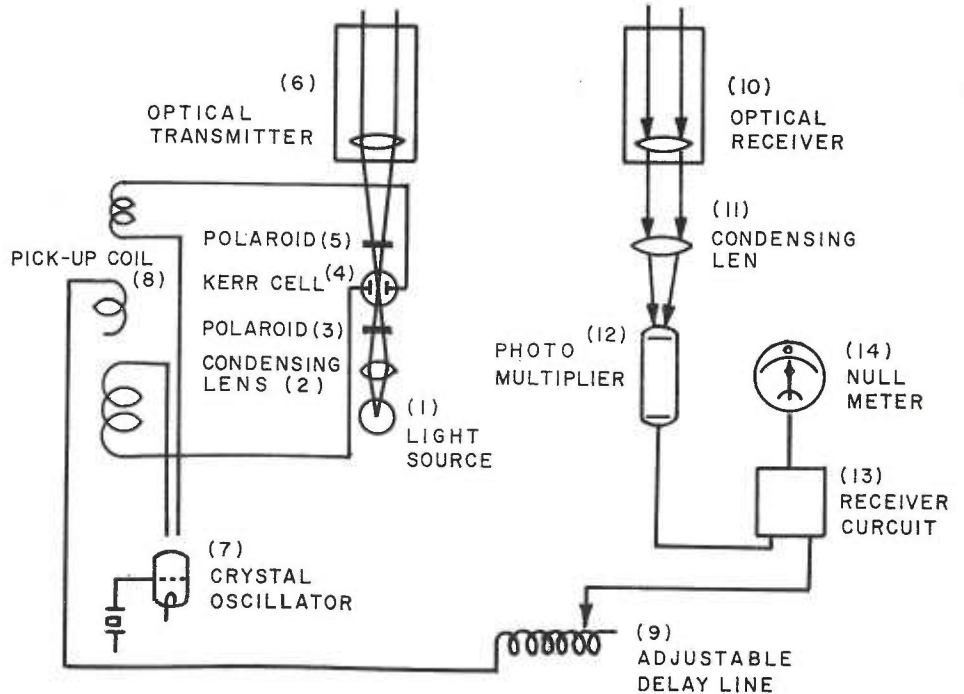 (6)
OPTICAL
TRANSMITTER
(10)
OPTICAL
RECEIVER
POLAROID (5)
PICK-UP COIL
(8)
KERR CELL (4)
POLAROID (3)
CONDENSING
LENS (2)
(1)
LIGHT
SOURCE
(11)
CONDENSING
LEN
(12)
PHOTO
MULTIPLIER
(14)
NULL
METER
(13)
RECEIVER
CURCUIT
(7)
CRYSTAL
OSCILLATOR
(9)
ADJUSTABLE
DELAY LINE